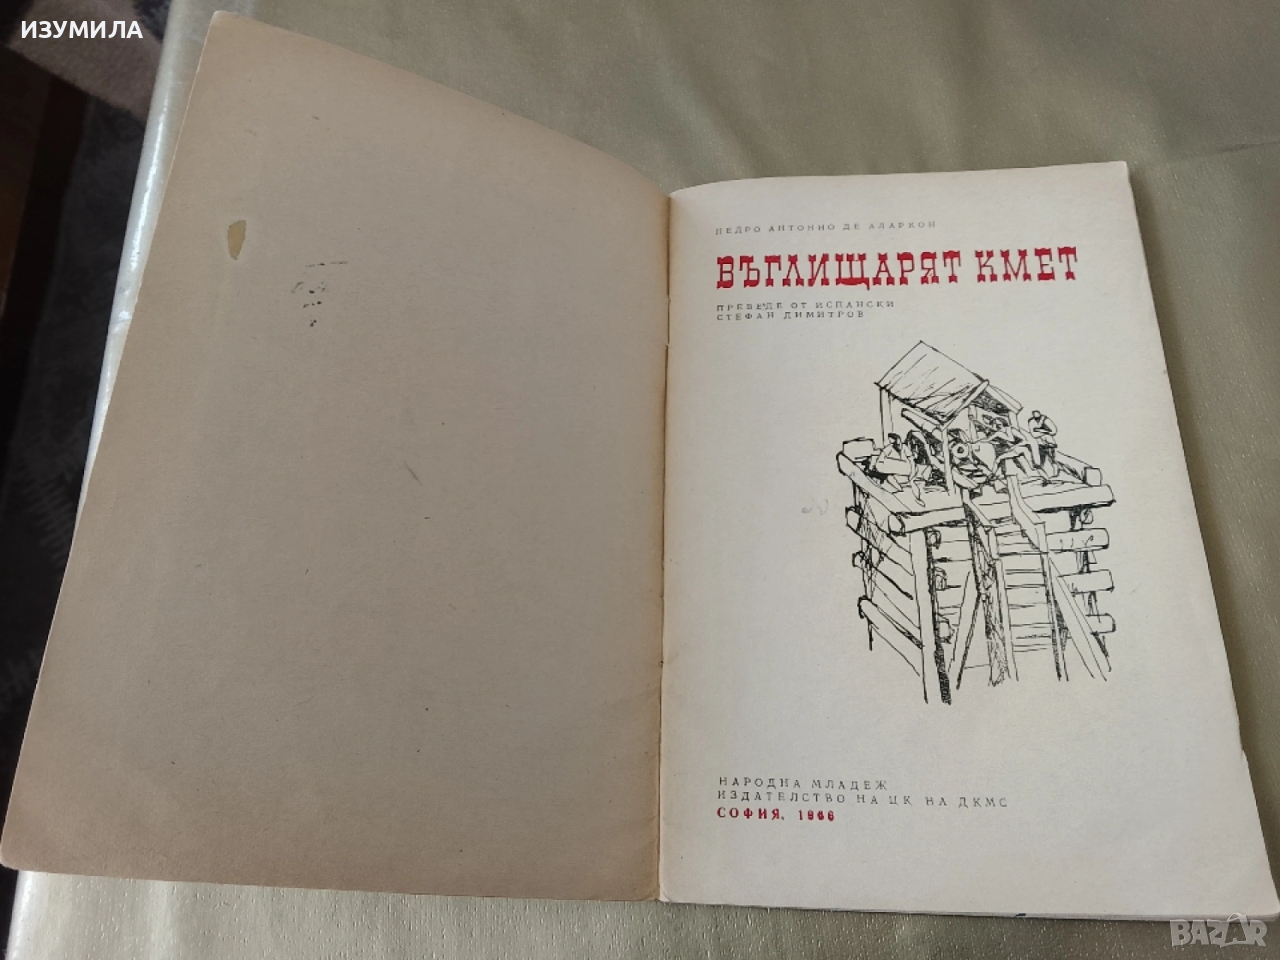 ИЗУМИЛА
ПЕДРО АНТОНИО ДЕ АЛАРКОН
ВЪГЛИЩАРЯТ КМЕТ
ПРЕВЕДЕ ОТ ИСПАНСКИ
СТЕФАН ДИМИТРОВ
НАРОДНА МЛАДЕЖ
ИЗДАТЕЛСТВО НА ЦК НА ДКМС
СОФИЯ, 1966
BAZAR